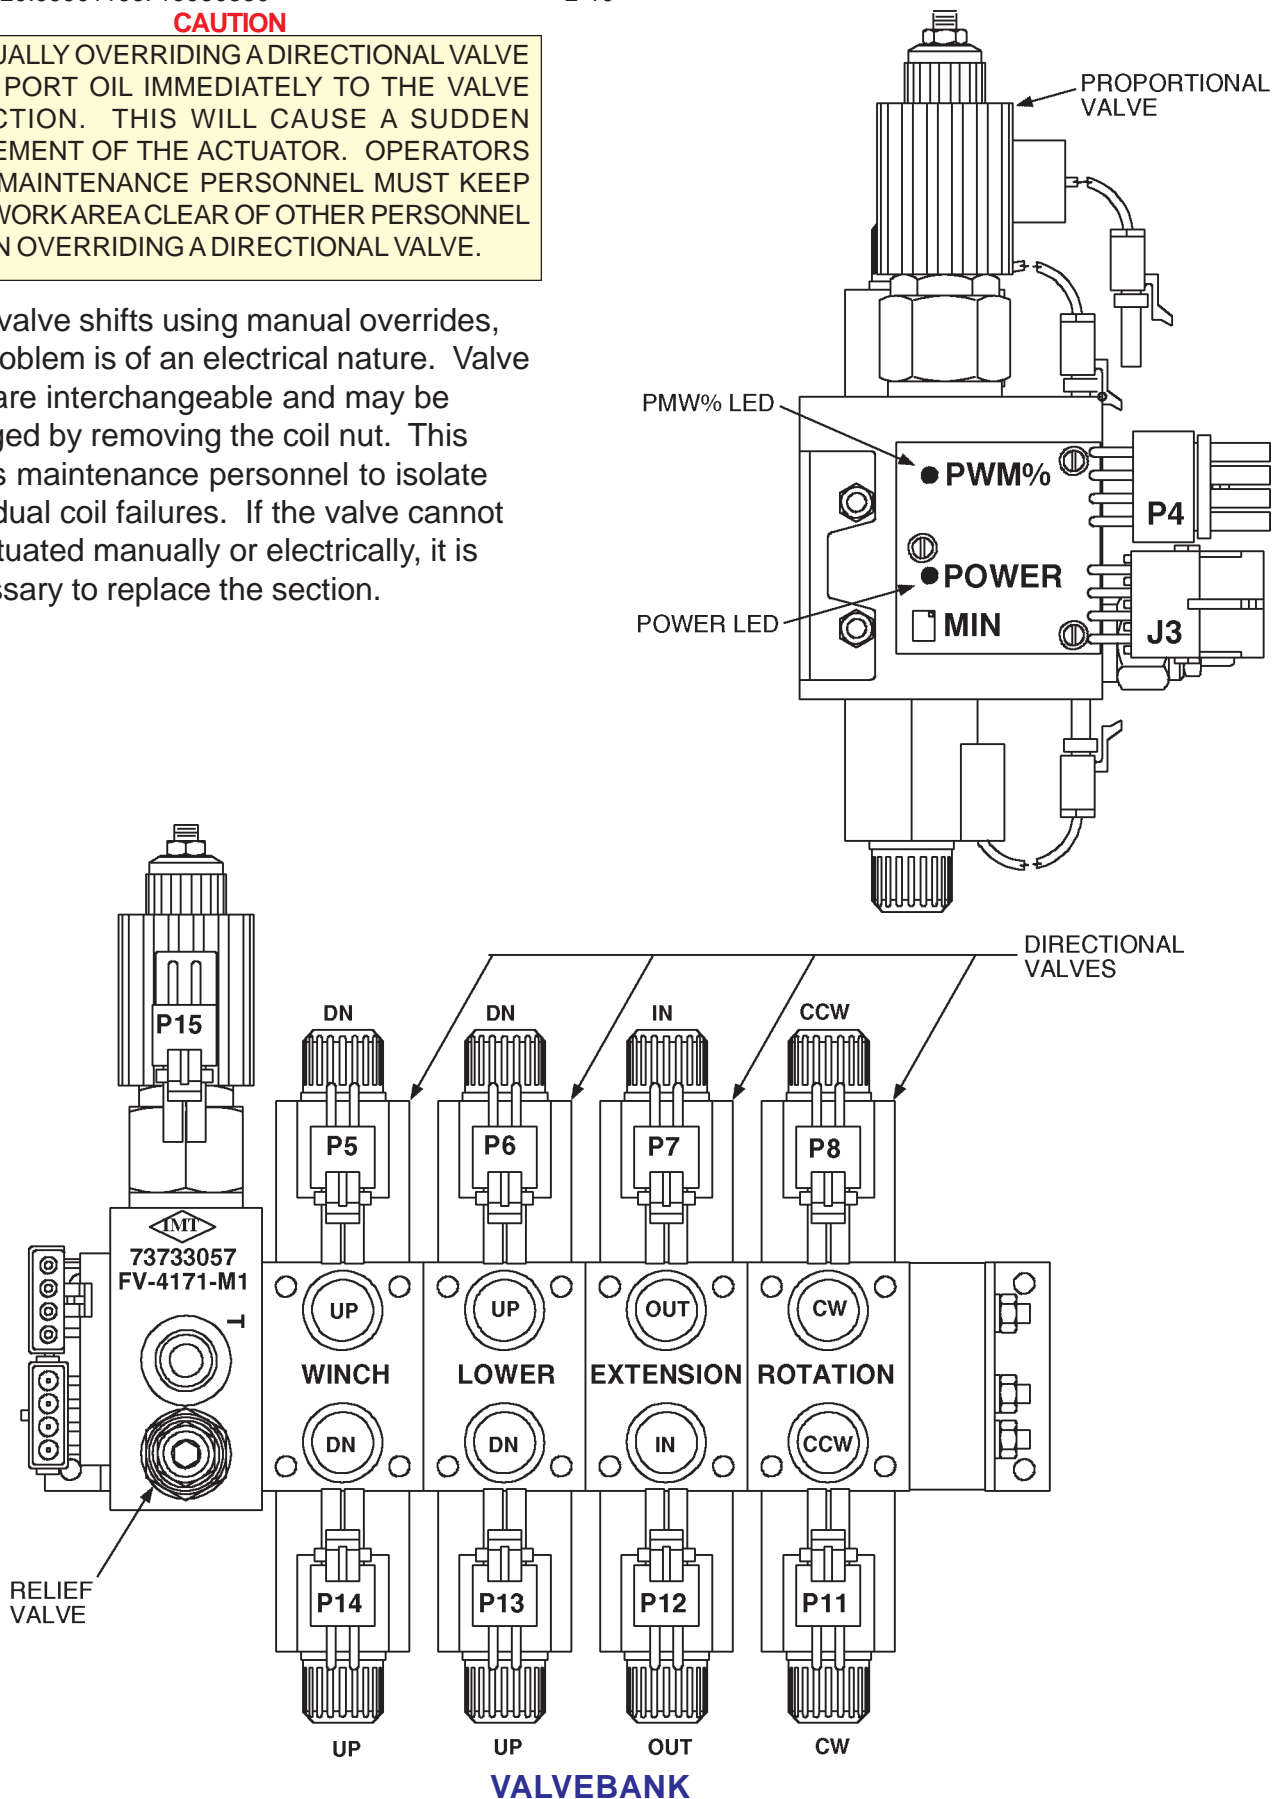 CAUTION
UALLY OVERRIDING A DIRECTIONAL VALVE
PORT OIL IMMEDIATELY TO THE VALVE
CTION. THIS WILL CAUSE A SUDDEN
EMENT OF THE ACTUATOR. OPERATORS
MAINTENANCE PERSONNEL MUST KEEP
WORK AREA CLEAR OF OTHER PERSONNEL
N OVERRIDING A DIRECTIONAL VALVE.
valve shifts using manual overrides,
oblem is of an electrical nature. Valve
are interchangeable and may be
ged by removing the coil nut. This
s maintenance personnel to isolate
dual coil failures. If the valve cannot
tuated manually or electrically, it is
ssary to replace the section.
PROPORTIONAL
VALVE
PMW% LED
PWM%
P4
POWER
POWER LED
MIN
J3
DIRECTIONAL
VALVES
P15
DN
DN
IN
CCW
P5
P6
P7
P8
IMT
73733057
FV-4171-M1
T
UP
UP
OUT
CW
WINCH
LOWER
EXTENSION
ROTATION
DN
DN
IN
CCW
RELIEF
VALVE
P14
P13
P12
P11
UP
UP
OUT
CW
VALVEBANK